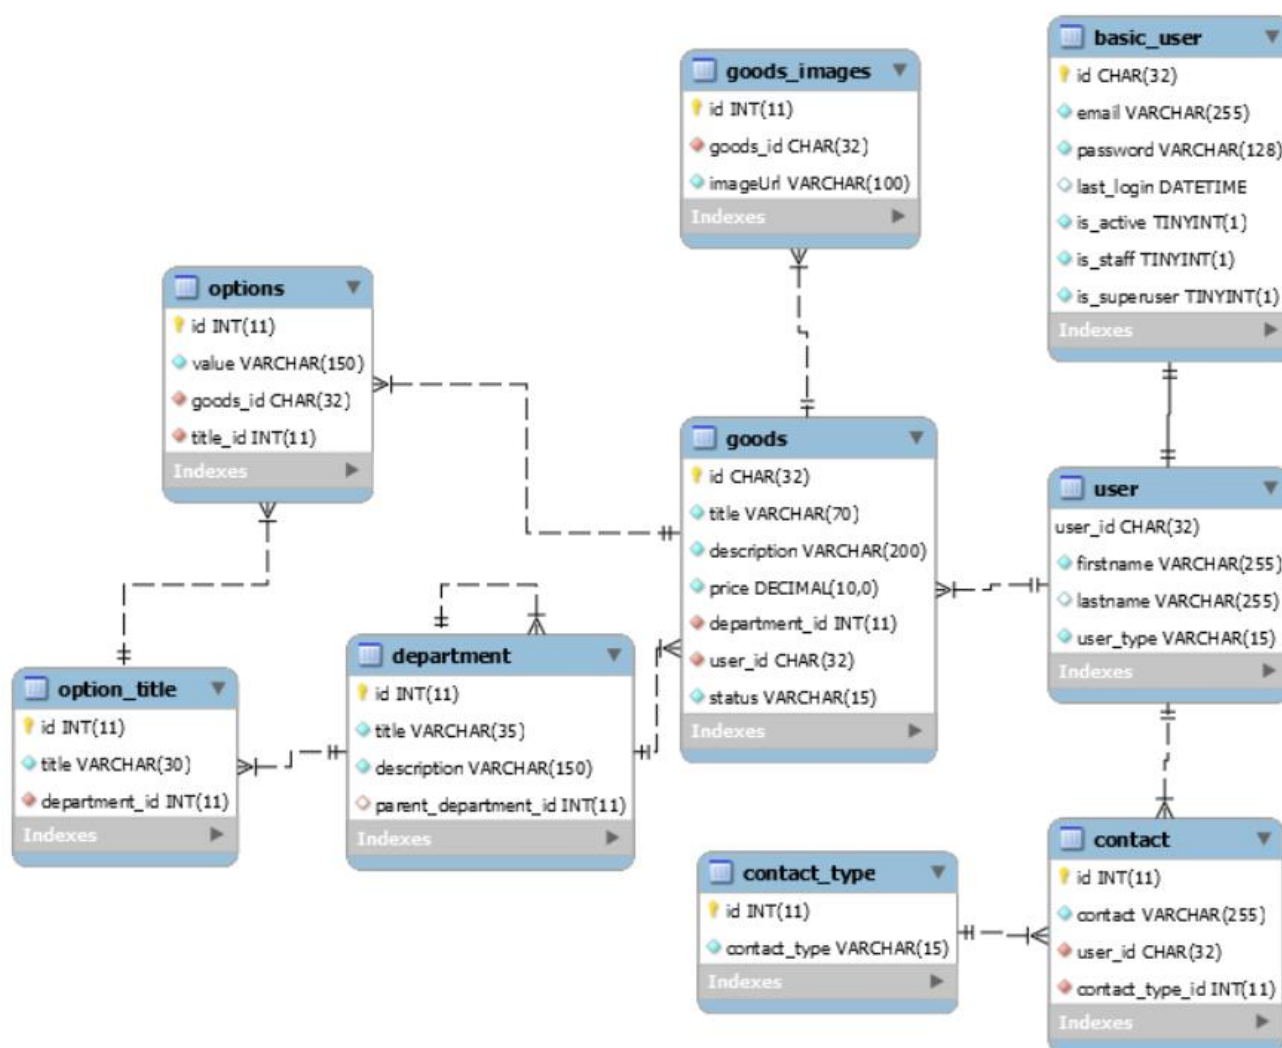 goods_images
id INT(11)
goods_id CHAR(32)
imageUrl VARCHAR(100)
Indexes
basic_user
id CHAR(32)
email VARCHAR(255)
password VARCHAR(128)
last_login DATETIME
is_active TINYINT(1)
is_staff TINYINT(1)
is_superuser TINYINT(1)
Indexes
options
id INT(11)
value VARCHAR(150)
goods_id CHAR(32)
title_id INT(11)
Indexes
goods
id CHAR(32)
title VARCHAR(70)
description VARCHAR(200)
price DECIMAL(10,0)
department_id INT(11)
user_id CHAR(32)
status VARCHAR(15)
Indexes
user
user_id CHAR(32)
firstname VARCHAR(255)
lastname VARCHAR(255)
user_type VARCHAR(15)
Indexes
option_title
id INT(11)
title VARCHAR(30)
department_id INT(11)
Indexes
department
id INT(11)
title VARCHAR(35)
description VARCHAR(150)
parent_department_id INT(11)
Indexes
contact_type
id INT(11)
contact_type VARCHAR(15)
Indexes
contact
id INT(11)
contact VARCHAR(255)
user_id CHAR(32)
contact_type_id INT(11)
Indexes